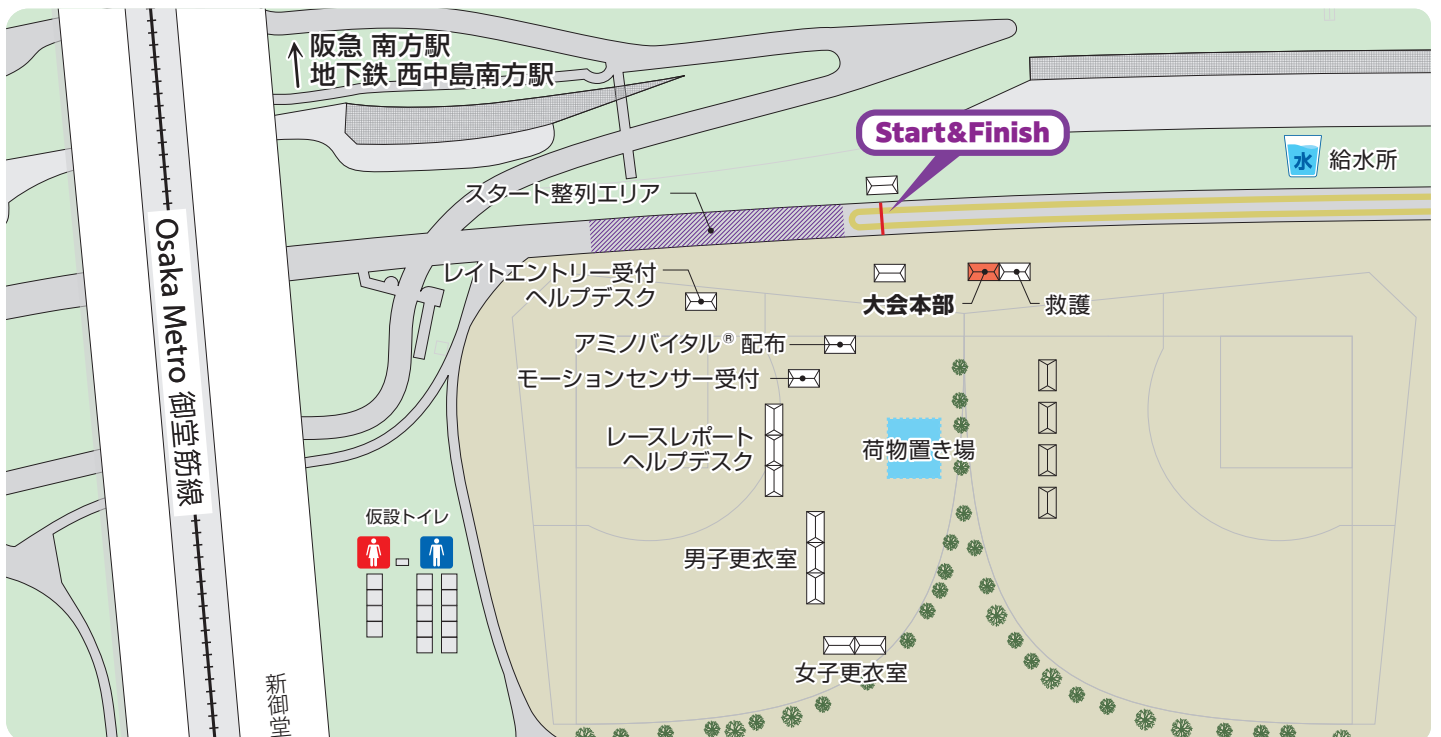 阪急 南方駅
地下鉄 西中島南方駅
Start&Finish
水 給水所
スタート整列エリア
Osaka Metro 御堂筋線
レイトエントリー受付
ヘルプデスク
大会本部
救護
アミノバイタル® 配布
モーションセンサー受付
レースレポート
ヘルプデスク
荷物置き場
仮設トイレ
男子更衣室
女子更衣室
新御堂